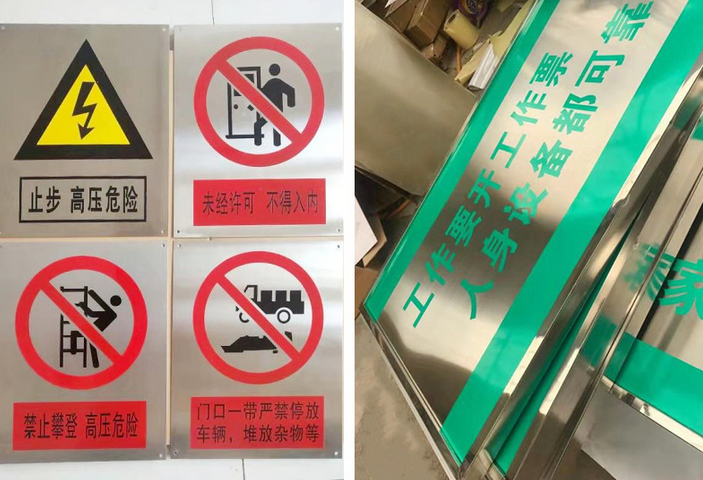 止步 高压危险
未经许可 不得入内
禁止攀登 高压危险
门口一带严禁停放
车辆，堆放杂物等
工作要开工作票
人身设备都可靠
家